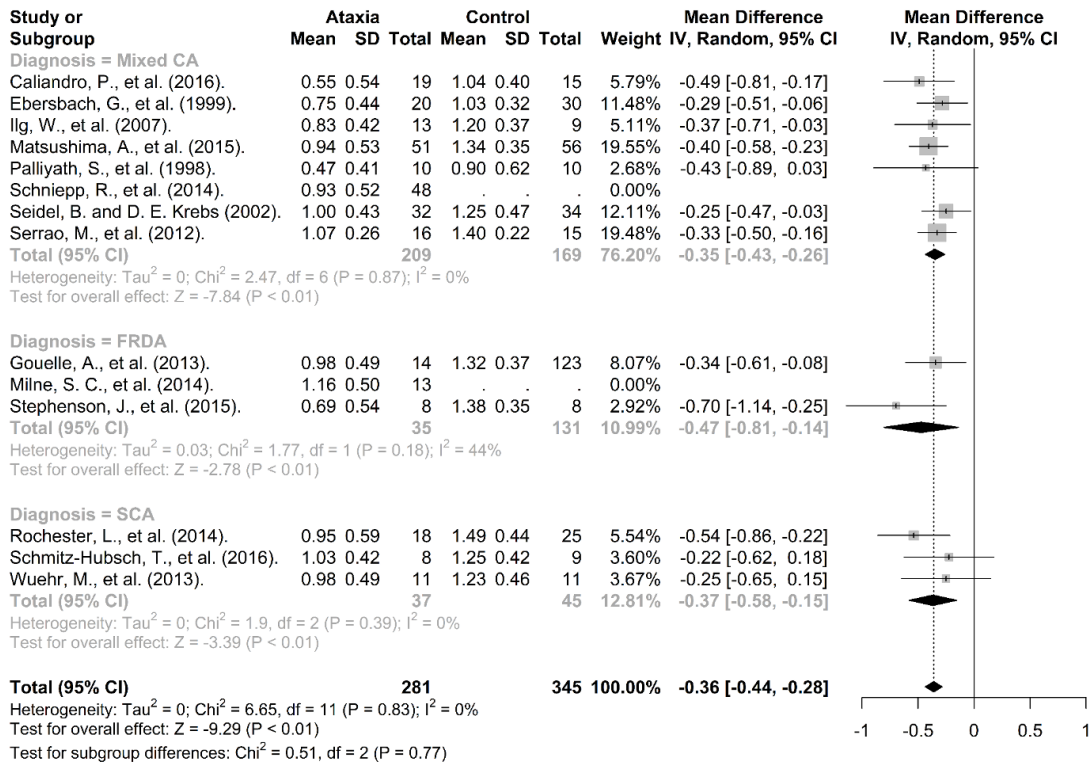 Study or Ataxia Control Mean Difference Mean Difference
Subgroup Mean SD Total Mean SD Total Weight IV, Random, 95% CI IV, Random, 95% CI
Diagnosis = Mixed CA
Caliandro, P., et al. (2016). 0.55 0.54 19 1.04 0.40 15 5.79% -0.49 [-0.81, -0.17]
Ebersbach, G., et al. (1999). 0.75 0.44 20 1.03 0.32 30 11.48% -0.29 [-0.51, -0.06]
Ilg, W., et al. (2007). 0.83 0.42 13 1.20 0.37 9 5.11% -0.37 [-0.71, -0.03]
Matsushima, A., et al. (2015). 0.94 0.53 51 1.34 0.35 56 19.55% -0.40 [-0.58, -0.23]
Palliyath, S., et al. (1998). 0.47 0.41 10 0.90 0.62 10 2.68% -0.43 [-0.89, 0.03]
Schniepp, R., et al. (2014). 0.93 0.52 48 . . . 0.00%
Seidel, B. and D. E. Krebs (2002). 1.00 0.43 32 1.25 0.47 34 12.11% -0.25 [-0.47, -0.03]
Serrao, M., et al. (2012). 1.07 0.26 16 1.40 0.22 15 19.48% -0.33 [-0.50, -0.16]
Total (95% CI) 209 169 76.20% -0.35 [-0.43, -0.26]
Heterogeneity: Tau² = 0; Chi² = 2.47, df = 6 (P = 0.87); I² = 0%
Test for overall effect: Z = -7.84 (P < 0.01)
Diagnosis = FRDA
Gouelle, A., et al. (2013). 0.98 0.49 14 1.32 0.37 123 8.07% -0.34 [-0.61, -0.08]
Milne, S. C., et al. (2014). 1.16 0.50 13 . . . 0.00%
Stephenson, J., et al. (2015). 0.69 0.54 8 1.38 0.35 8 2.92% -0.70 [-1.14, -0.25]
Total (95% CI) 35 131 10.99% -0.47 [-0.81, -0.14]
Heterogeneity: Tau² = 0.03; Chi² = 1.77, df = 1 (P = 0.18); I² = 44%
Test for overall effect: Z = -2.78 (P < 0.01)
Diagnosis = SCA
Rochester, L., et al. (2014). 0.95 0.59 18 1.49 0.44 25 5.54% -0.54 [-0.86, -0.22]
Schmitz-Hubsch, T., et al. (2016). 1.03 0.42 8 1.25 0.42 9 3.60% -0.22 [-0.62, 0.18]
Wuehr, M., et al. (2013). 0.98 0.49 11 1.23 0.46 11 3.67% -0.25 [-0.65, 0.15]
Total (95% CI) 37 45 12.81% -0.37 [-0.58, -0.15]
Heterogeneity: Tau² = 0; Chi² = 1.9, df = 2 (P = 0.39); I² = 0%
Test for overall effect: Z = -3.39 (P < 0.01)
Total (95% CI) 281 345 100.00% -0.36 [-0.44, -0.28]
Heterogeneity: Tau² = 0; Chi² = 6.65, df = 11 (P = 0.83); I² = 0%
Test for overall effect: Z = -9.29 (P < 0.01)
Test for subgroup differences: Chi² = 0.51, df = 2 (P = 0.77)
-1 -0.5 0 0.5 1